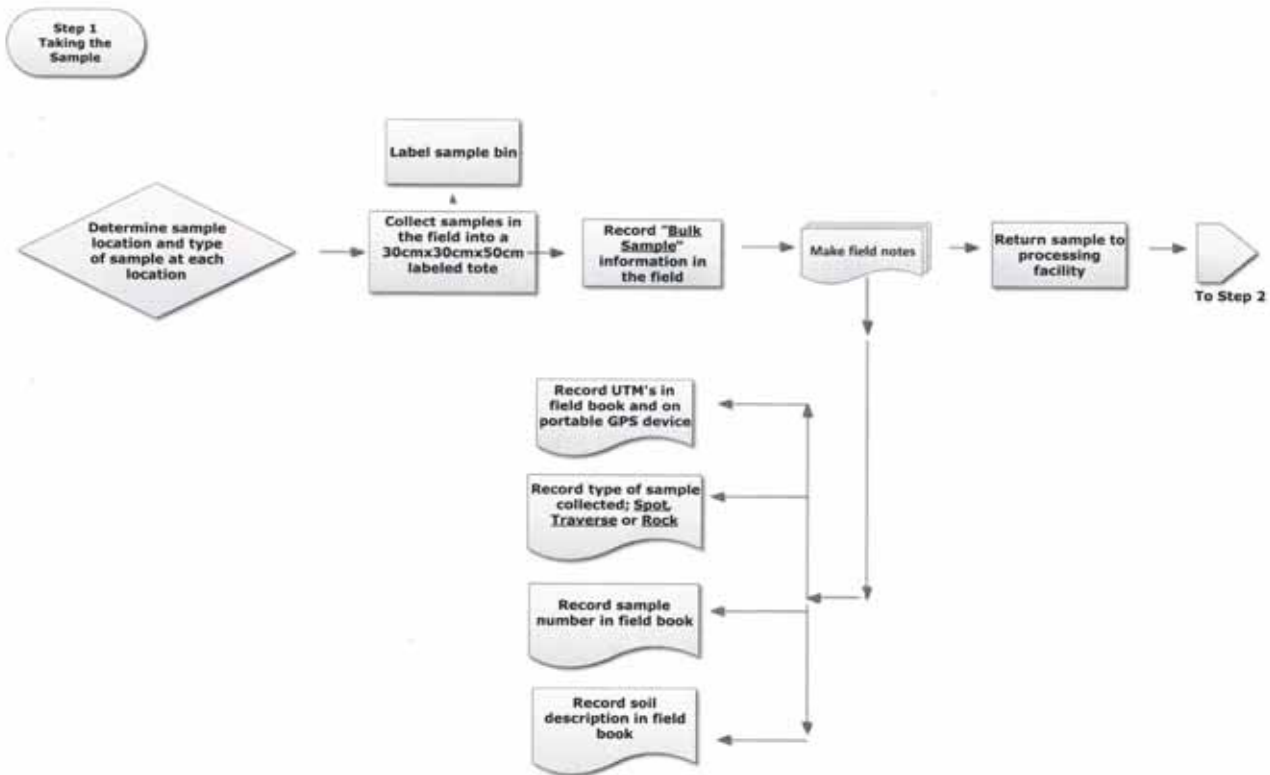 Step 1
Taking the
Sample
Label sample bin
Determine sample
location and type
of sample at each
location
Collect samples in
the field into a
30cmx30cmx50cm
labeled tote
Record "Bulk
Sample"
information in
the field
Make field notes
Return sample to
processing
facility
To Step 2
Record UTM's in
field book and on
portable GPS device
Record type of sample
collected; Spot,
Traverse or Rock
Record sample
number in field book
Record soil
description in field
book